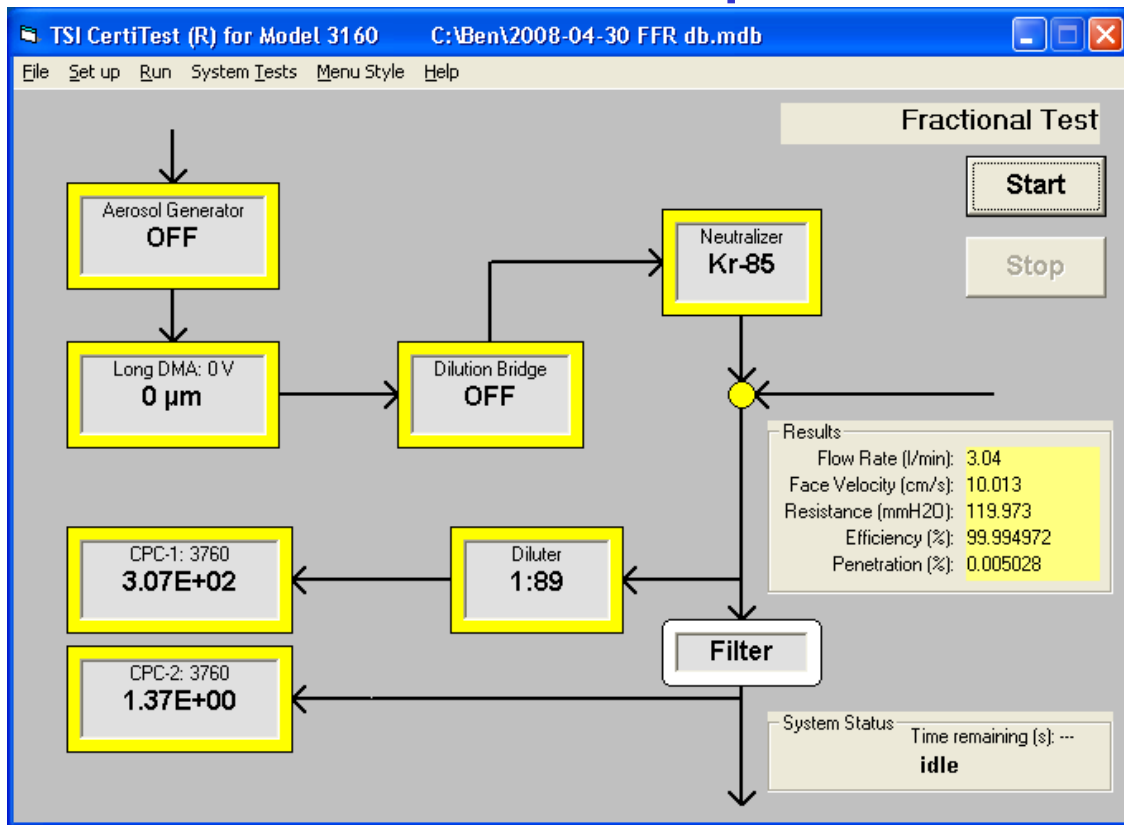 TSI CertiTest (R) for Model 3160 C:\Ben\2008-04-30 FFR db.mdb
File Set up Run System Tests Menu Style Help
Fractional Test
Start
Stop
Aerosol Generator
OFF
Neutralizer
Kr-85
Long DMA: 0 V
0 µm
Dilution Bridge
OFF
Results
Flow Rate (l/min): 3.04
Face Velocity (cm/s): 10.013
Resistance (mmH2O): 119.973
Efficiency (%): 99.994972
Penetration (%): 0.005028
CPC-1: 3760
3.07E+02
Diluter
1:89
Filter
CPC-2: 3760
1.37E+00
System Status
Time remaining (s): ---
idle